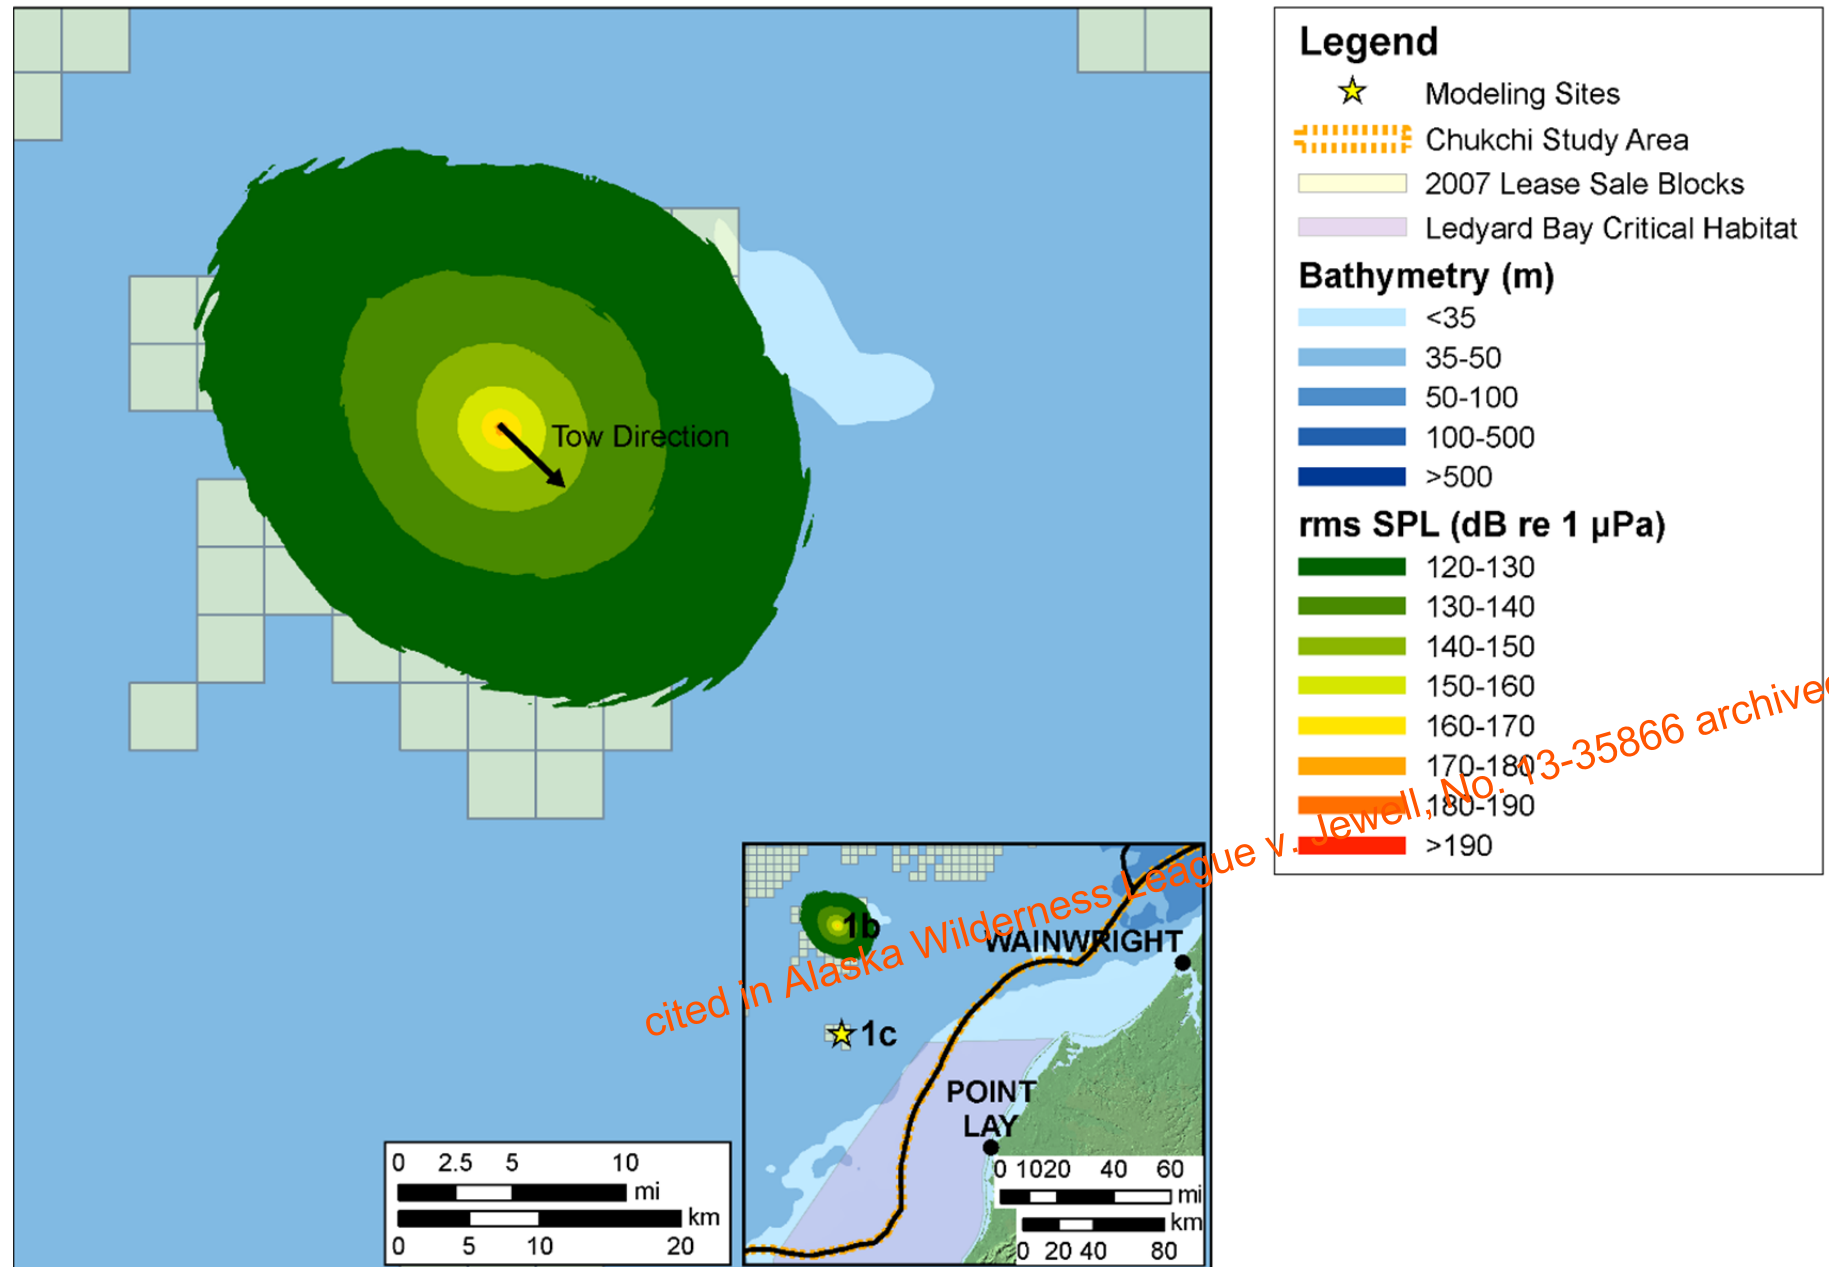 Tow Direction
0 2.5 5 10
mi
km
0 5 10 20
1b
WAINWRIGHT
1c
POINT
LAY
0 10 20 40 60
mi
km
0 20 40 80
Legend
Modeling Sites
Chukchi Study Area
2007 Lease Sale Blocks
Ledyard Bay Critical Habitat
Bathymetry (m)
<35
35-50
50-100
100-500
>500
rms SPL (dB re 1 µPa)
120-130
130-140
140-150
150-160
160-170
170-180
180-190
>190
cited in Alaska Wilderness League v. Jewell, No. 13-35866 archived